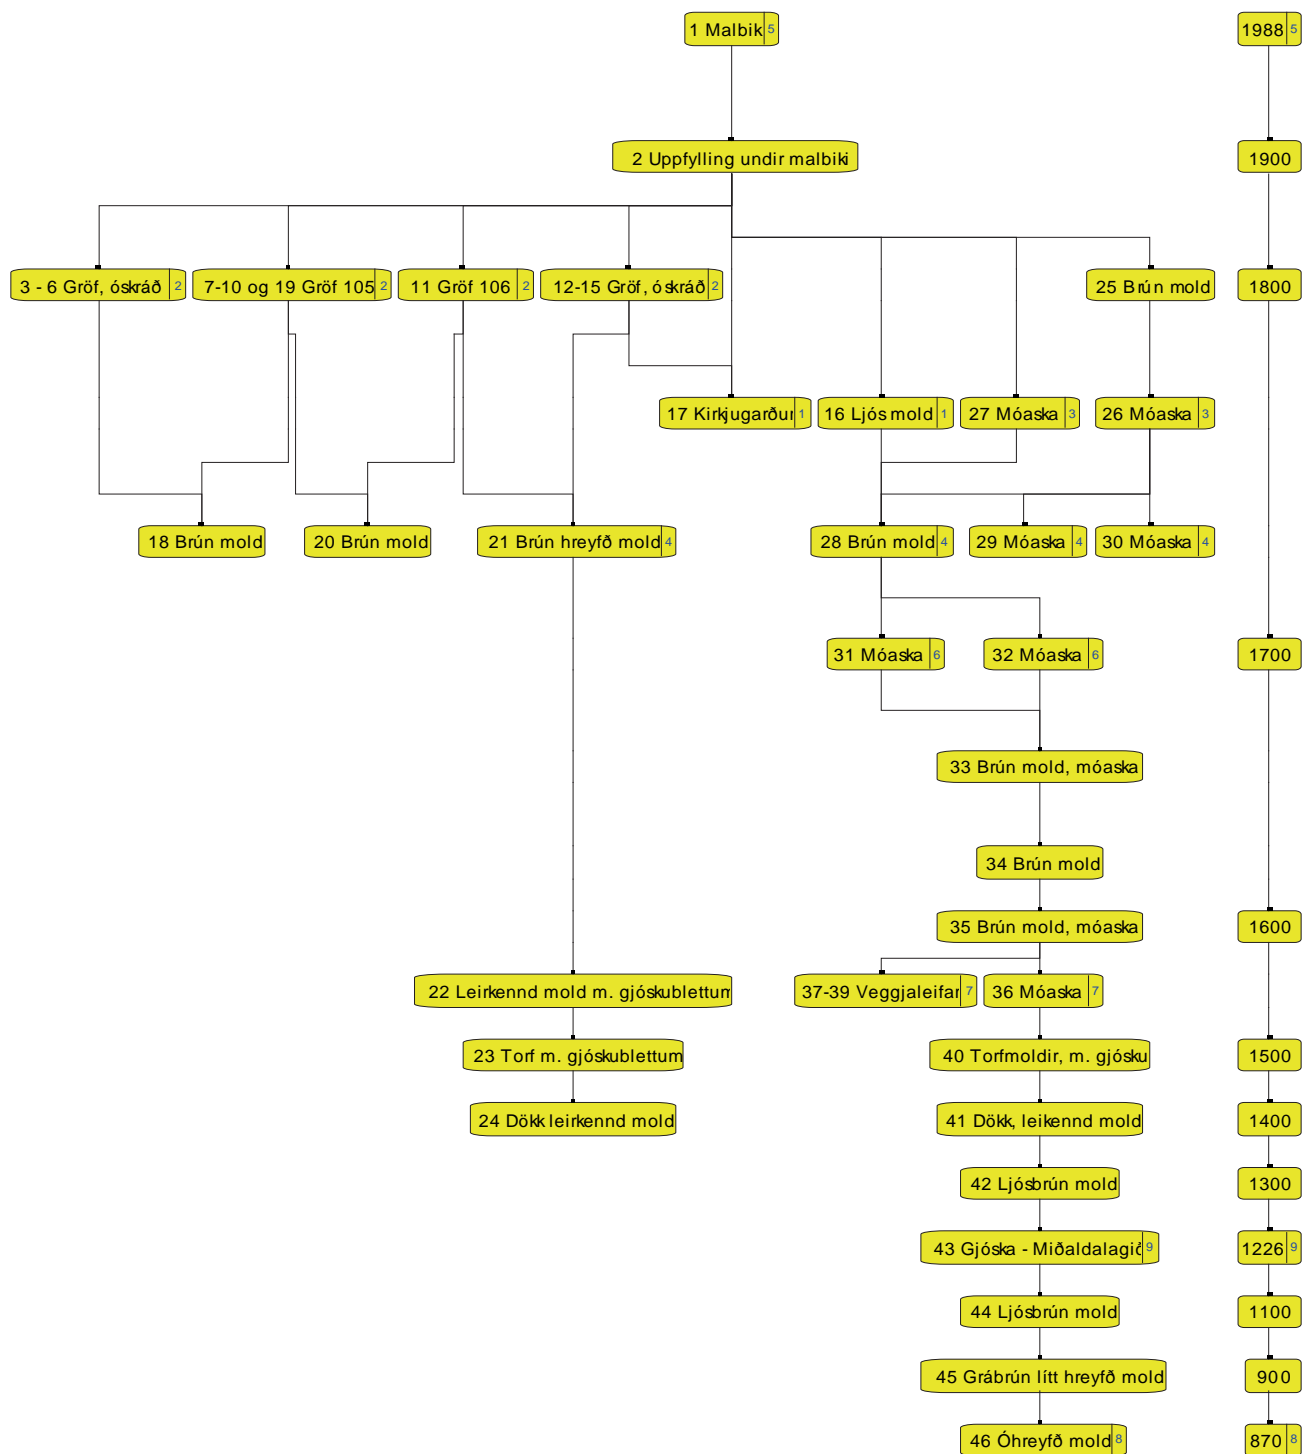 1 Malbik 5 1988 5
2 Uppfylling undir malbiki 1900
3 - 6 Gröf, óskráð 2 7-10 og 19 Gröf 105 2 11 Gröf 106 2 12-15 Gröf, óskráð 2 25 Brún mold 1800
17 Kirkjugarður 1 16 Ljós mold 1 27 Móaska 3 26 Móaska 3
18 Brún mold 20 Brún mold 21 Brún hreyfð mold 4 28 Brún mold 4 29 Móaska 4 30 Móaska 4
31 Móaska 6 32 Móaska 6 1700
33 Brún mold, móaska
34 Brún mold
35 Brún mold, móaska 1600
22 Leirkennd mold m. gjóskublettum 37-39 Veggjaleifar 7 36 Móaska 7
23 Torf m. gjóskublettum 40 Torfmoldir, m. gjósku 1500
24 Dökk leirkennd mold 41 Dökk, leikennd mold 1400
42 Ljósbrún mold 1300
43 Gjóska - Miðaldalagið 9 1226 9
44 Ljósbrún mold 1100
45 Grábrún lítt hreyfð mold 900
46 Óhreyfð mold 8 870 8